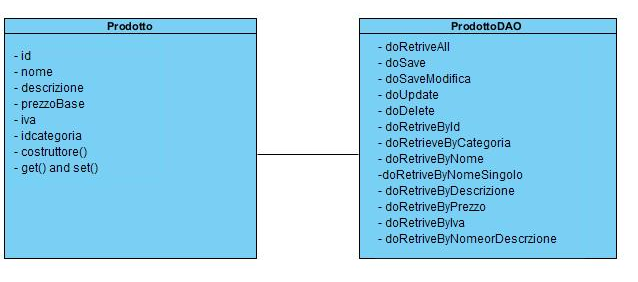 Prodotto
- id
- nome
- descrizione
- prezzoBase
- iva
- idcategoria
- costruttore()
- get() and set()
ProdottoDAO
- doRetriveAll
- doSave
- doSaveModifica
- doUpdate
- doDelete
- doRetriveById
- doRetrieveByCategoria
- doRetriveByNome
-doRetriveByNomeSingolo
- doRetriveByDescrizione
- doRetriveByPrezzo
- doRetriveByIva
- doRetriveByNomeorDescrzione